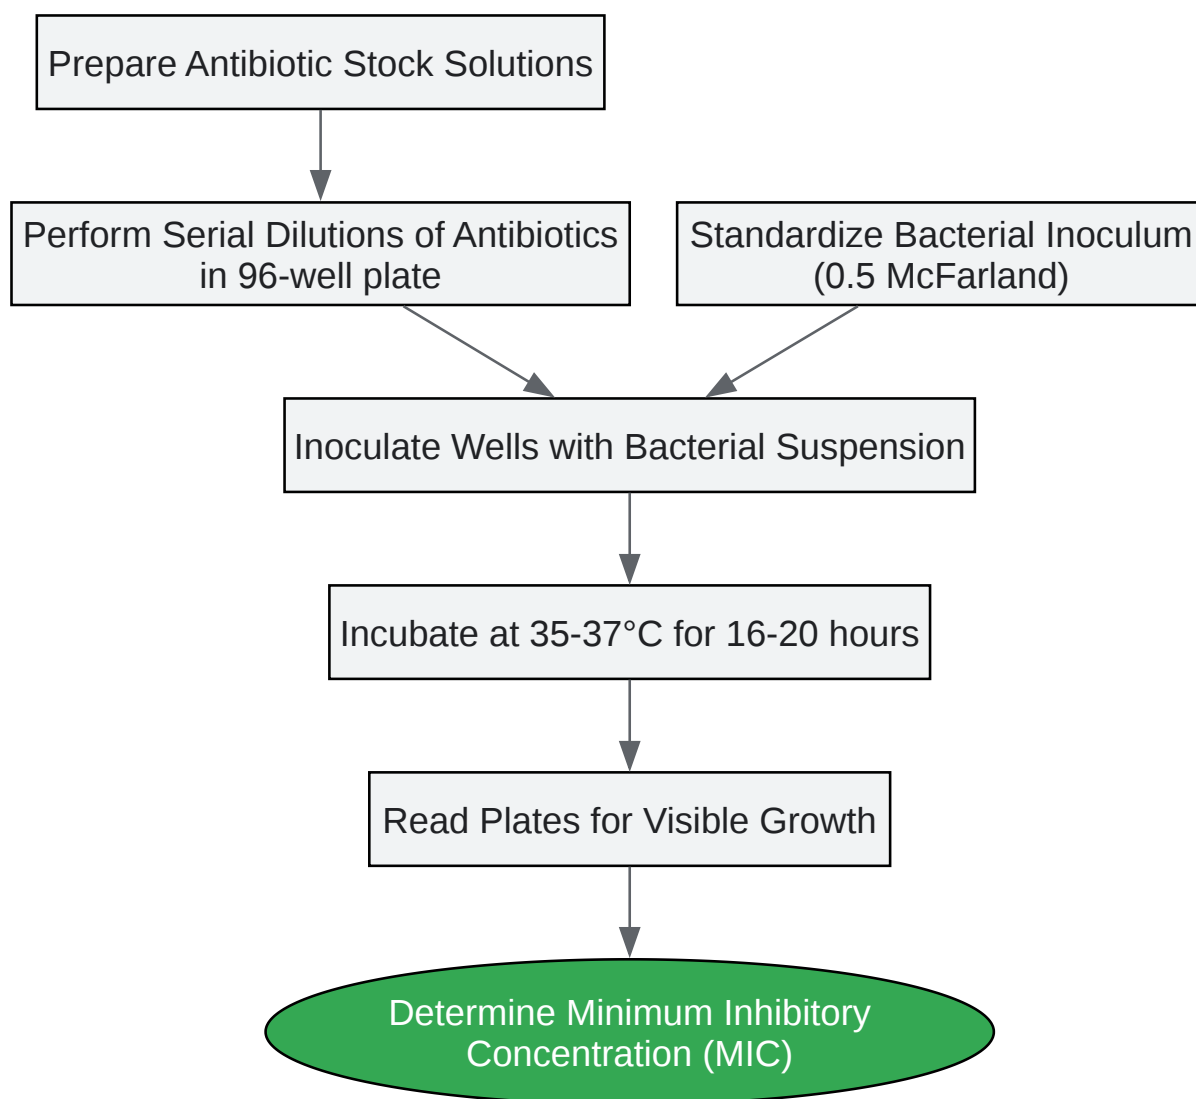 Prepare Antibiotic Stock Solutions
Perform Serial Dilutions of Antibiotics
in 96-well plate
Standardize Bacterial Inoculum
(0.5 McFarland)
Inoculate Wells with Bacterial Suspension
Incubate at 35-37°C for 16-20 hours
Read Plates for Visible Growth
Determine Minimum Inhibitory
Concentration (MIC)